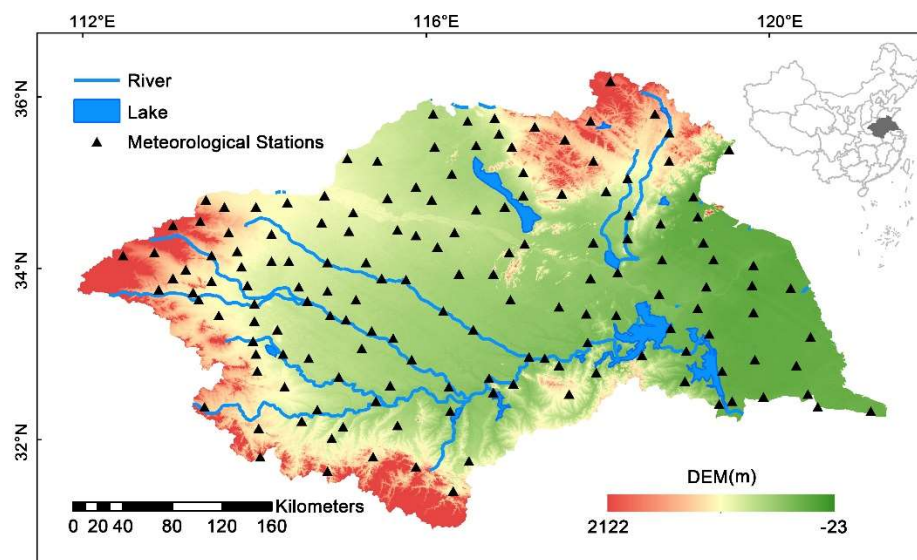 112°E 116°E 120°E
36°N
34°N
32°N
River
Lake
Meteorological Stations
Kilometers
0 20 40 80 120 160
DEM(m)
2122 -23